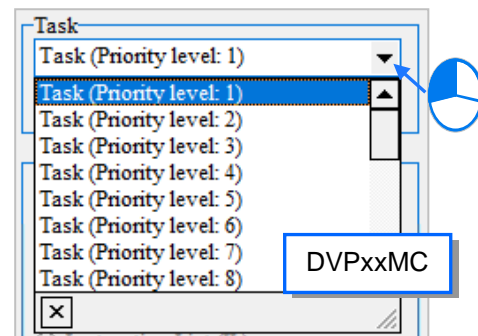 Task
Task (Priority level: 1)
Task (Priority level: 1)
Task (Priority level: 2)
Task (Priority level: 3)
Task (Priority level: 4)
Task (Priority level: 5)
Task (Priority level: 6)
Task (Priority level: 7)
Task (Priority level: 8)
DVPxxMC